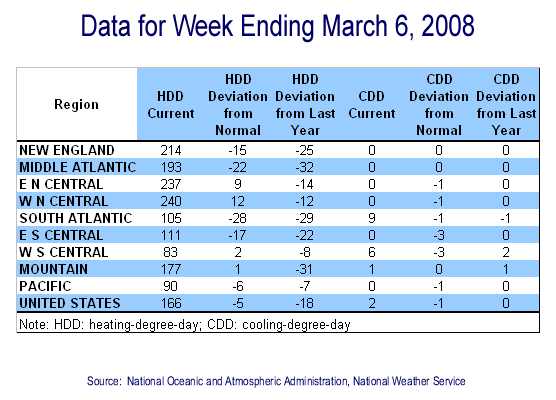 Data for Week Ending March 6, 2008
Region HDD Current HDD Deviation from Normal HDD Deviation from Last Year CDD Current CDD Deviation from Normal CDD Deviation from Last Year
NEW ENGLAND 214 -15 -25 0 0 0
MIDDLE ATLANTIC 193 -22 -32 0 0 0
E N CENTRAL 237 9 -14 0 -1 0
W N CENTRAL 240 12 -12 0 -1 0
SOUTH ATLANTIC 105 -28 -29 9 -1 -1
E S CENTRAL 111 -17 -22 0 -3 0
W S CENTRAL 83 2 -8 6 -3 2
MOUNTAIN 177 1 -31 1 0 1
PACIFIC 90 -6 -7 0 -1 0
UNITED STATES 166 -5 -18 2 -1 0
Note: HDD: heating-degree-day; CDD: cooling-degree-day
Source: National Oceanic and Atmospheric Administration, National Weather Service